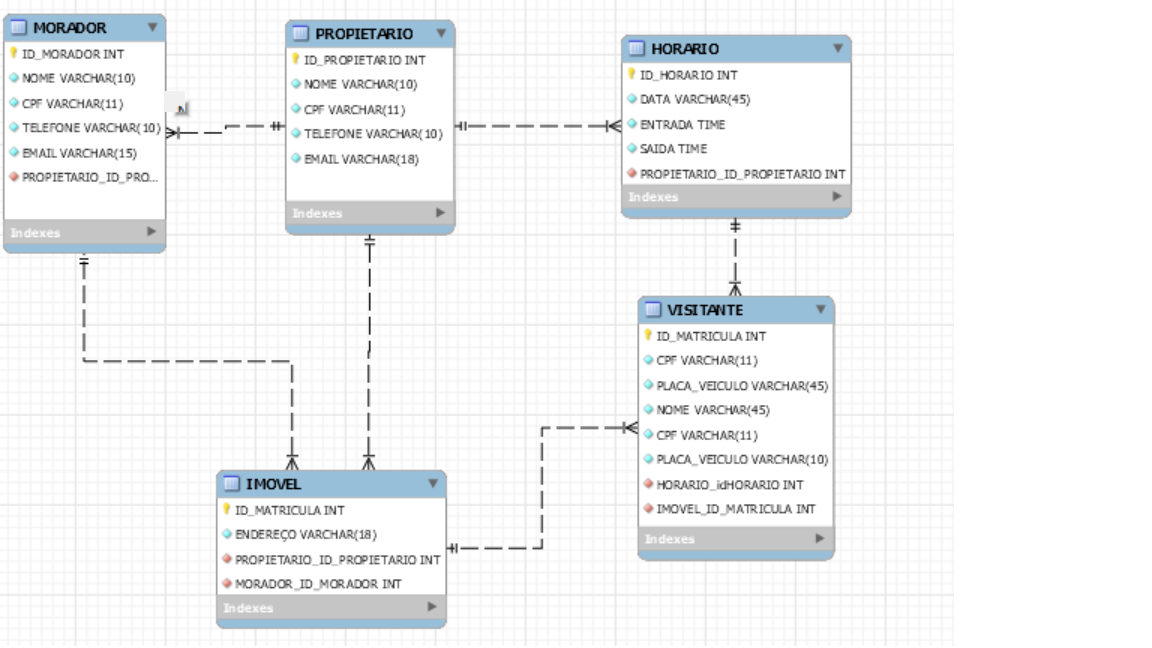 MORADOR
ID_MORADOR INT
NOME VARCHAR(10)
CPF VARCHAR(11)
TELEFONE VARCHAR(10)
EMAIL VARCHAR(15)
PROPIETARIO_ID_PRO...
Indexes
PROPIETARIO
ID_PROPIETARIO INT
NOME VARCHAR(10)
CPF VARCHAR(11)
TELEFONE VARCHAR(10)
EMAIL VARCHAR(18)
Indexes
HORARIO
ID_HORARIO INT
DATA VARCHAR(45)
ENTRADA TIME
SAIDA TIME
PROPIETARIO_ID_PROPIETARIO INT
Indexes
VISITANTE
ID_MATRICULA INT
CPF VARCHAR(11)
PLACA_VEICULO VARCHAR(45)
NOME VARCHAR(45)
CPF VARCHAR(11)
PLACA_VEICULO VARCHAR(10)
HORARIO_idHORARIO INT
IMOVEL_ID_MATRICULA INT
Indexes
IMOVEL
ID_MATRICULA INT
ENDEREÇO VARCHAR(18)
PROPIETARIO_ID_PROPIETARIO INT
MORADOR_ID_MORADOR INT
Indexes